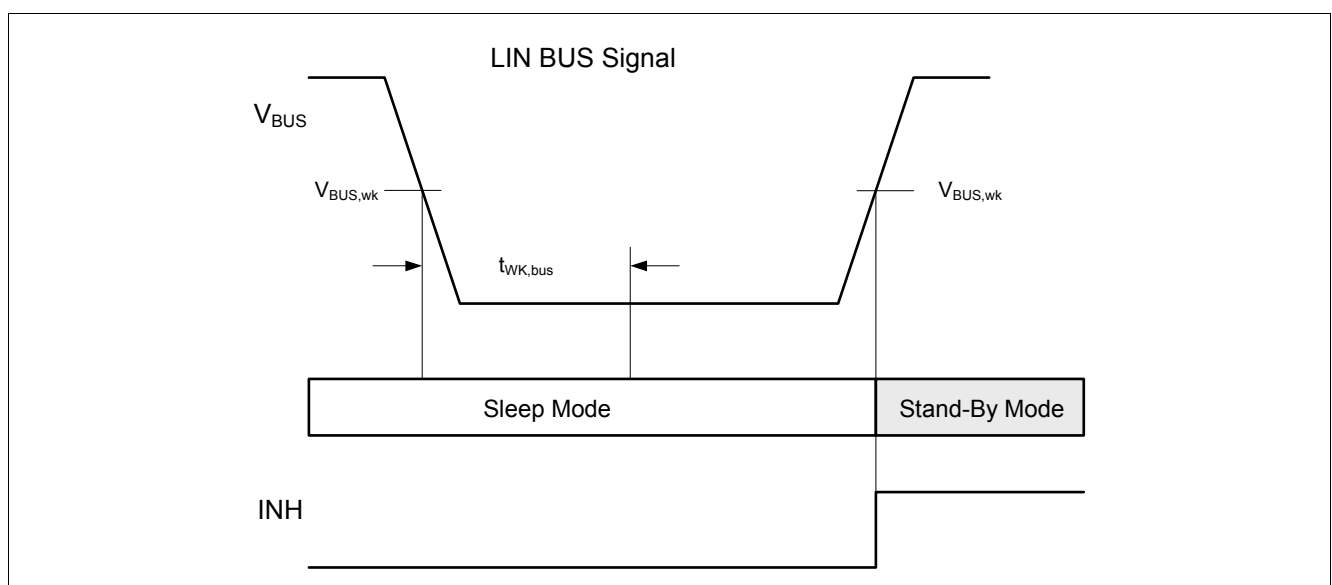 LIN BUS Signal
VBUS
VBUS,wk
VBUS,wk
tWK,bus
Sleep Mode
Stand-By Mode
INH